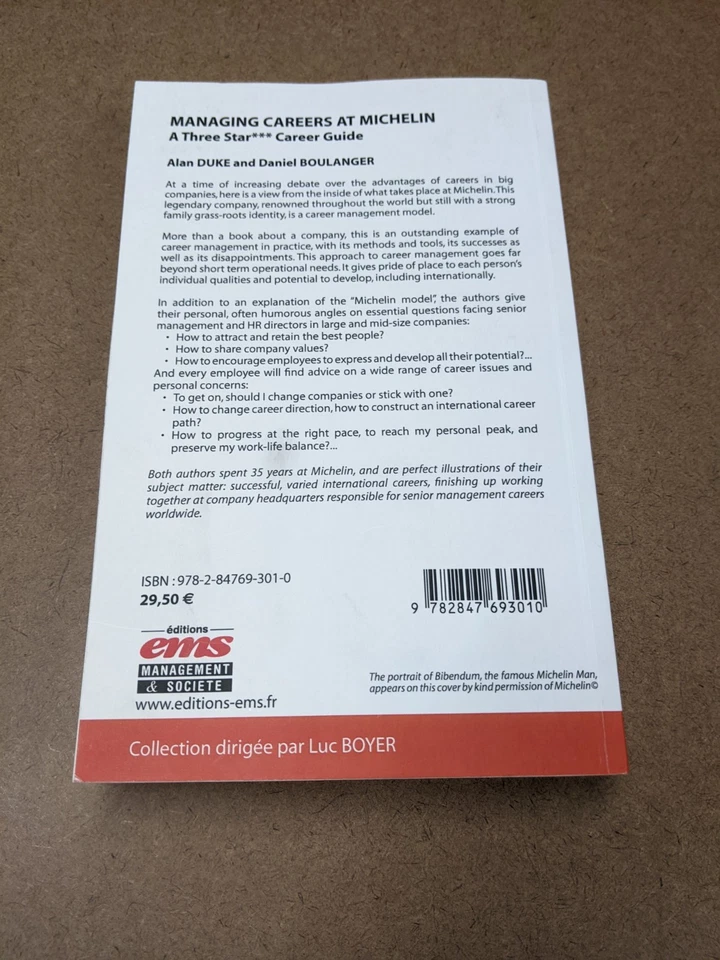 MANAGING CAREERS AT MICHELIN
A Three Star*** Career Guide
Alan DUKE and Daniel BOULANGER
At a time of increasing debate over the advantages of careers in big
companies, here is a view from the inside of what takes place at Michelin. This
legendary company, renowned throughout the world but still with a strong
family grass-roots identity, is a career management model.
More than a book about a company, this is an outstanding example of
career management in practice, with its methods and tools, its successes as
well as its disappointments. This approach to career management goes far
beyond short term operational needs. It gives pride of place to each person's
individual qualities and potential to develop, including internationally.
In addition to an explanation of the "Michelin model", the authors give
their personal, often humorous angles on essential questions facing senior
management and HR directors in large and mid-size companies:
• How to attract and retain the best people?
• How to share company values?
• How to encourage employees to express and develop all their potential?...
And every employee will find advice on a wide range of career issues and
personal concerns:
• To get on, should I change companies or stick with one?
• How to change career direction, how to construct an international career
path?
• How to progress at the right pace, to reach my personal peak, and
preserve my work-life balance?...
Both authors spent 35 years at Michelin, and are perfect illustrations of their
subject matter: successful, varied international careers, finishing up working
together at company headquarters responsible for senior management careers
worldwide.
ISBN : 978-2-84769-301-0
29,50 €
9 782847 693010
éditions
ems
MANAGEMENT
& SOCIETE
www.editions-ems.fr
The portrait of Bibendum, the famous Michelin Man,
appears on this cover by kind permission of Michelin©
Collection dirigée par Luc BOYER